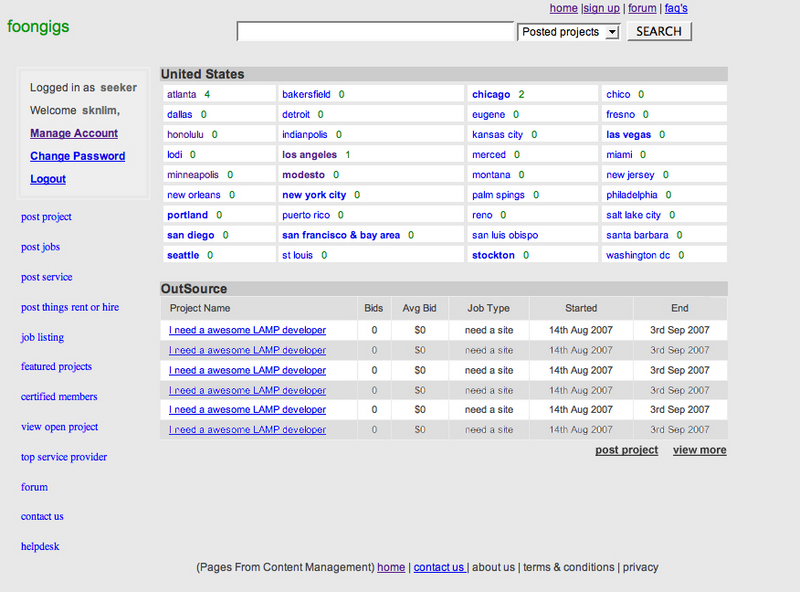 home |sign up | forum | faq's
foongigs
Posted projects SEARCH
Logged in as seeker
Welcome sknlim,
Manage Account
Change Password
Logout
post project
post jobs
post service
post things rent or hire
job listing
featured projects
certified members
view open project
top service provider
forum
contact us
helpdesk
United States
atlanta 4 bakersfield 0 chicago 2 chico 0
dallas 0 detroit 0 eugene 0 fresno 0
honolulu 0 indianpolis 0 kansas city 0 las vegas 0
lodi 0 los angeles 1 merced 0 miami 0
minneapolis 0 modesto 0 montana 0 new jersey 0
new orleans 0 new york city 0 palm spings 0 philadelphia 0
portland 0 puerto rico 0 reno 0 salt lake city 0
san diego 0 san francisco & bay area 0 san luis obispo santa barbara 0
seattle 0 st louis 0 stockton 0 washington dc 0
OutSource
Project Name Bids Avg Bid Job Type Started End
I need a awesome LAMP developer 0 $0 need a site 14th Aug 2007 3rd Sep 2007
I need a awesome LAMP developer 0 $0 need a site 14th Aug 2007 3rd Sep 2007
I need a awesome LAMP developer 0 $0 need a site 14th Aug 2007 3rd Sep 2007
I need a awesome LAMP developer 0 $0 need a site 14th Aug 2007 3rd Sep 2007
I need a awesome LAMP developer 0 $0 need a site 14th Aug 2007 3rd Sep 2007
I need a awesome LAMP developer 0 $0 need a site 14th Aug 2007 3rd Sep 2007
post project view more
(Pages From Content Management) home | contact us | about us | terms & conditions | privacy